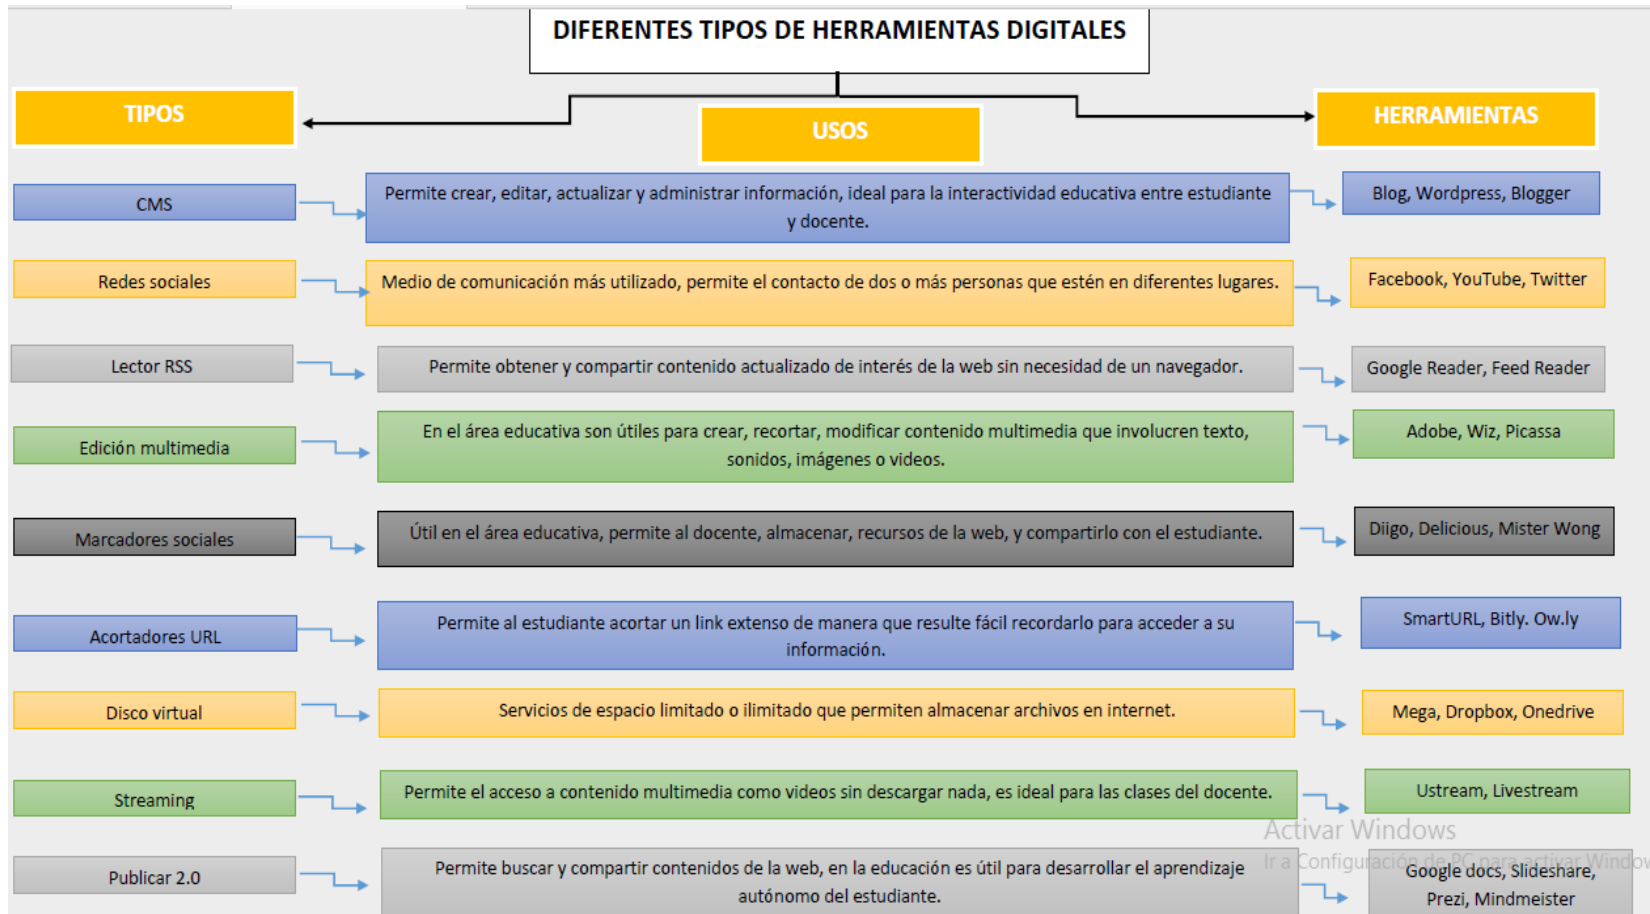 DIFERENTES TIPOS DE HERRAMIENTAS DIGITALES
TIPOS
USOS
HERRAMIENTAS
CMS
Permite crear, editar, actualizar y administrar información, ideal para la interactividad educativa entre estudiante
y docente.
Blog, Wordpress, Blogger
Redes sociales
Medio de comunicación más utilizado, permite el contacto de dos o más personas que estén en diferentes lugares.
Facebook, YouTube, Twitter
Lector RSS
Permite obtener y compartir contenido actualizado de interés de la web sin necesidad de un navegador.
Google Reader, Feed Reader
Edición multimedia
En el área educativa son útiles para crear, recortar, modificar contenido multimedia que involucren texto,
sonidos, imágenes o videos.
Adobe, Wiz, Picassa
Marcadores sociales
Útil en el área educativa, permite al docente, almacenar, recursos de la web, y compartirlo con el estudiante.
Diigo, Delicious, Mister Wong
Acortadores URL
Permite al estudiante acortar un link extenso de manera que resulte fácil recordarlo para acceder a su
información.
SmartURL, Bitly. Ow.ly
Disco virtual
Servicios de espacio limitado o ilimitado que permiten almacenar archivos en internet.
Mega, Dropbox, Onedrive
Streaming
Permite el acceso a contenido multimedia como videos sin descargar nada, es ideal para las clases del docente.
Ustream, Livestream
Activar Windows
Ir a Configuración de PC para activar Window
Publicar 2.0
Permite buscar y compartir contenidos de la web, en la educación es útil para desarrollar el aprendizaje
autónomo del estudiante.
Google docs, Slideshare,
Prezi, Mindmeister